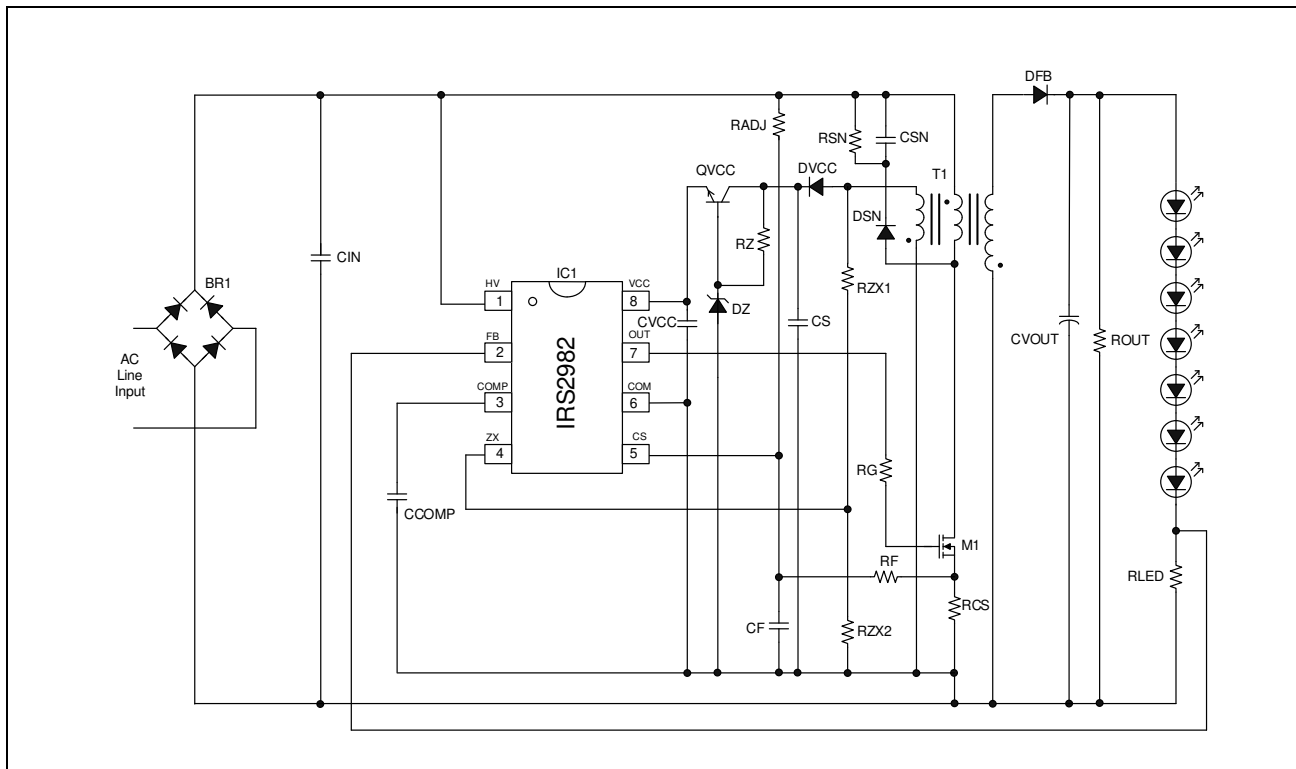 DFB
RADJ
RSN
CSN
QVCC
DVCC
T1
DSN
RZ
CIN
IC1
RZX1
BR1
HV
VCC
1
8
DZ
CS
CVCC
FB
OUT
2
7
CVOUT
ROUT
AC
Line
Input
COMP
COM
3
6
IRS2982
ZX
CS
4
5
RG
CCOMP
M1
RF
RLED
RCS
CF
RZX2